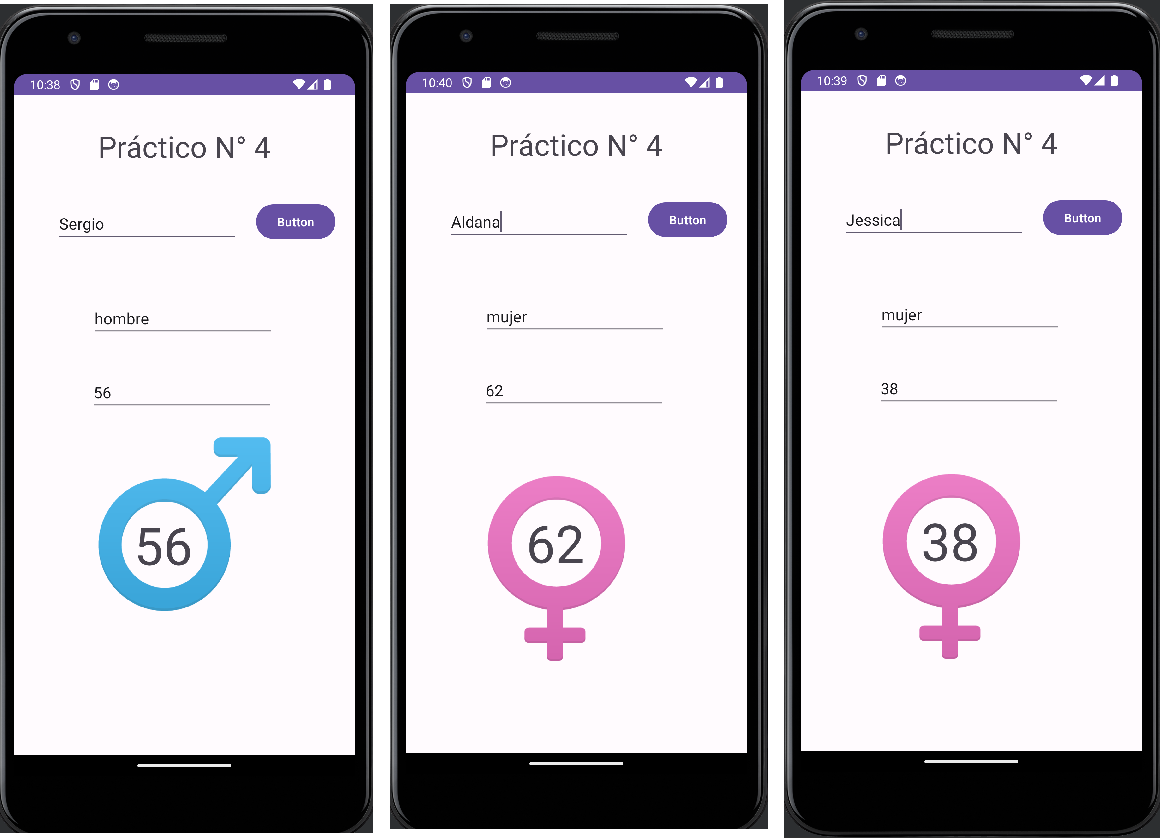 10:38
Práctico N° 4
Sergio
Button
hombre
56
56
10:40
Práctico N° 4
Aldana
Button
mujer
62
62
10:39
Práctico N° 4
Jessica
Button
mujer
38
38